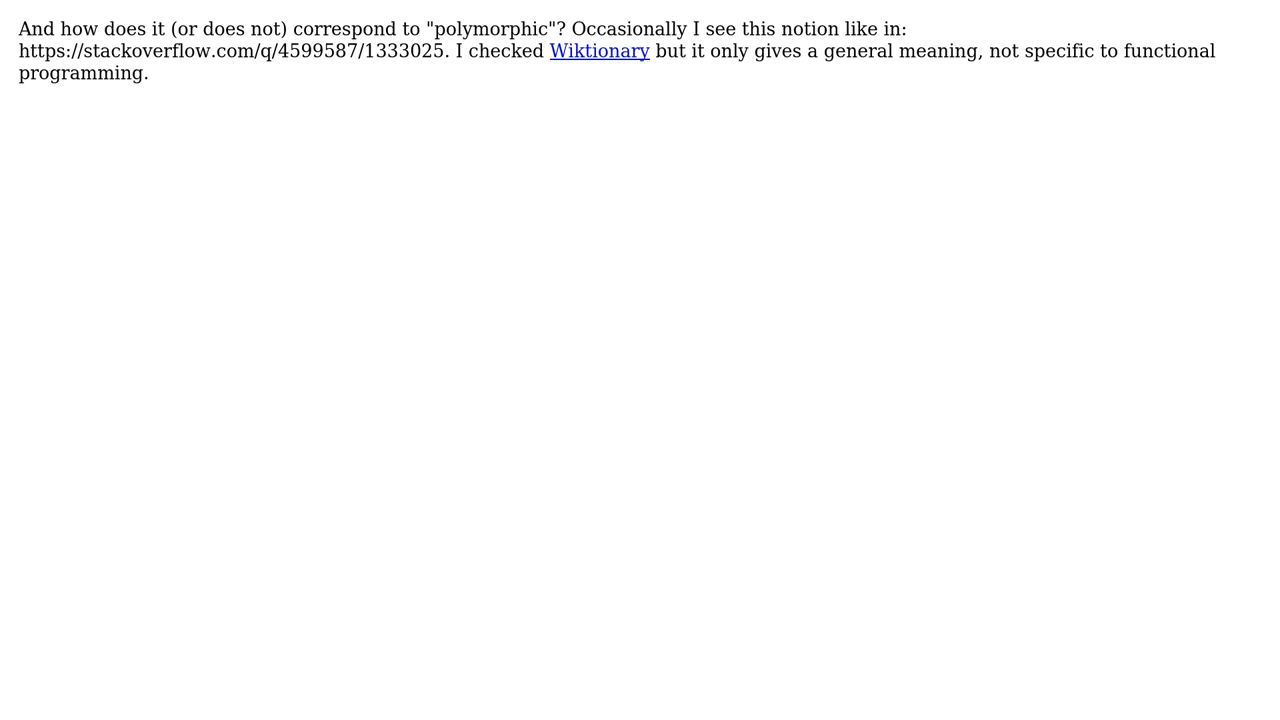 And how does it (or does not) correspond to "polymorphic"? Occasionally I see this notion like in:
https://stackoverflow.com/q/4599587/1333025. I checked Wiktionary but it only gives a general meaning, not specific to functional
programming.